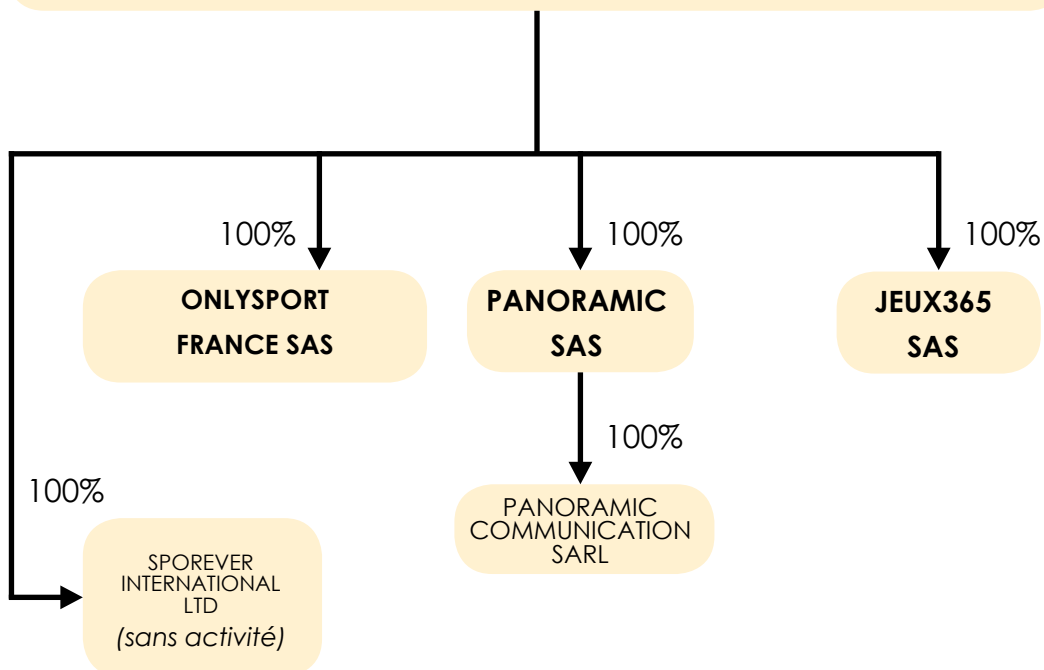 100%
100%
100%
ONLYSPORT
FRANCE SAS
PANORAMIC
SAS
JEUX365
SAS
100%
100%
PANORAMIC
COMMUNICATION
SARL
SPOREVER
INTERNATIONAL
LTD
(sans activité)